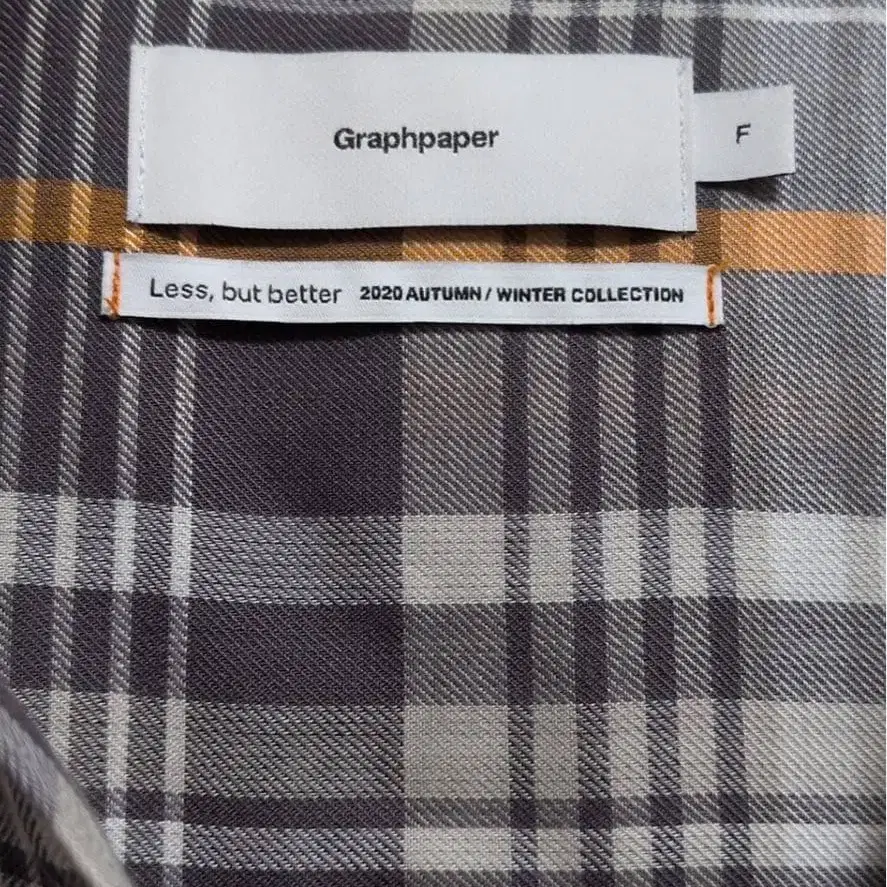 Graphpaper
F
Less, but better 2020 AUTUMN / WINTER COLLECTION